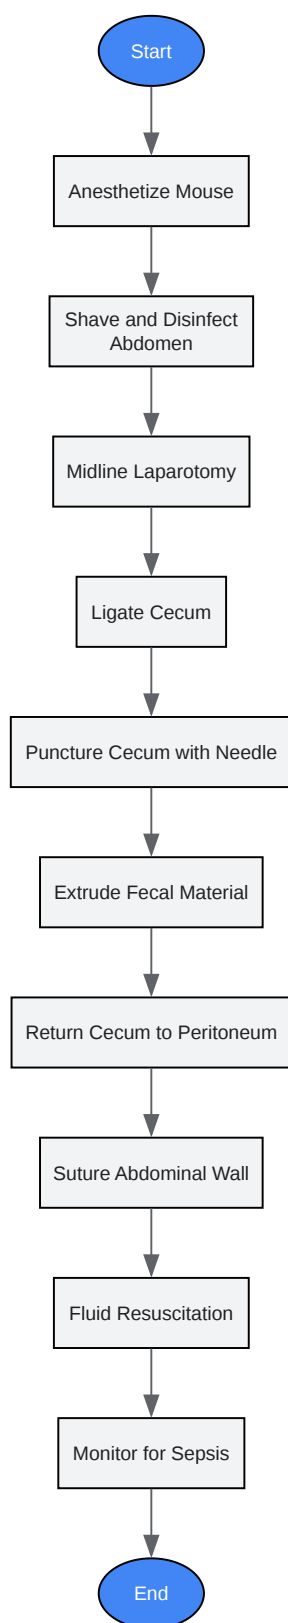 Start
Anesthetize Mouse
Shave and Disinfect
Abdomen
Midline Laparotomy
Ligate Cecum
Puncture Cecum with Needle
Extrude Fecal Material
Return Cecum to Peritoneum
Suture Abdominal Wall
Fluid Resuscitation
Monitor for Sepsis
End